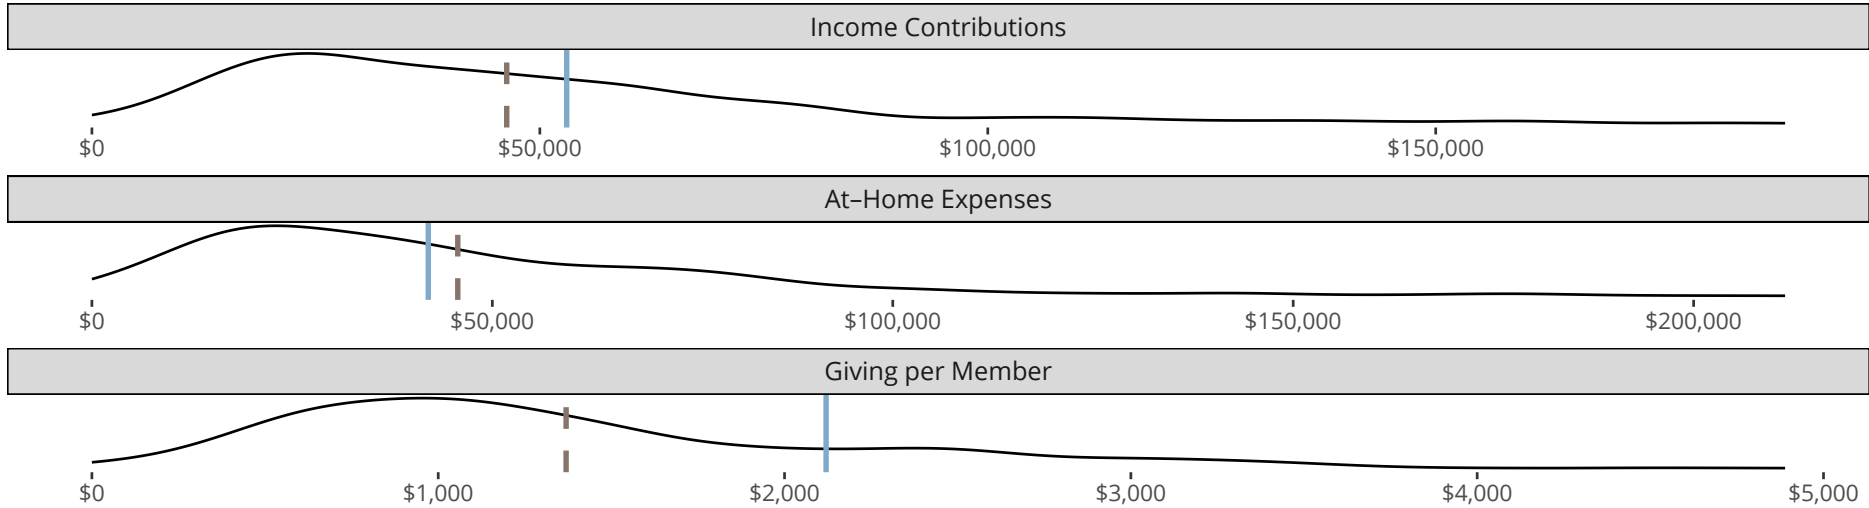 Income Contributions
$0 $50,000 $100,000 $150,000
At–Home Expenses
$0 $50,000 $100,000 $150,000 $200,000
Giving per Member
$0 $1,000 $2,000 $3,000 $4,000 $5,000